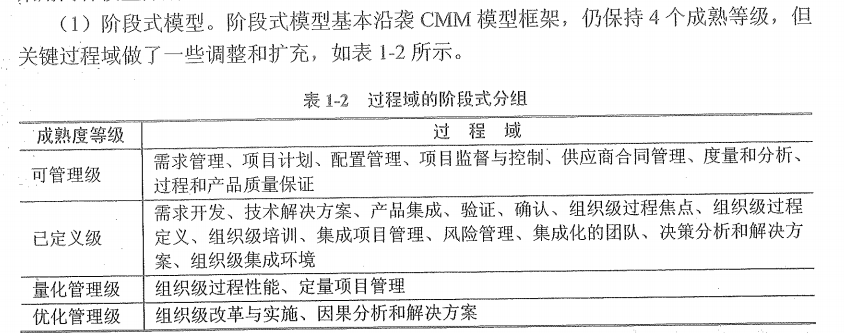 （1）阶段式模型。阶段式模型基本沿袭 CMM 模型框架，仍保持 4 个成熟等级，但
关键过程域做了一些调整和扩充，如表 1-2 所示。
表 1-2 过程域的阶段式分组
成熟度等级 过 程 域
可管理级 需求管理、项目计划、配置管理、项目监督与控制、供应商合同管理、度量和分析、
过程和产品质量保证
已定义级 需求开发、技术解决方案、产品集成、验证、确认、组织级过程焦点、组织级过程
定义、组织级培训、集成项目管理、风险管理、集成化的团队、决策分析和解决方
案、组织级集成环境
量化管理级 组织级过程性能、定量项目管理
优化管理级 组织级改革与实施、因果分析和解决方案